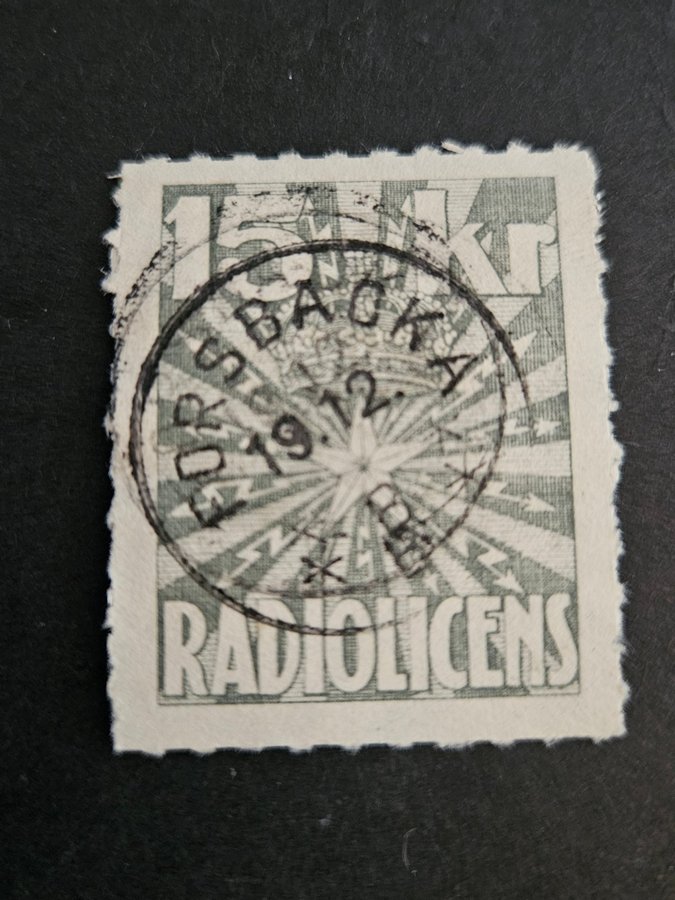 15 kr
FORSBACKA
19.12.
RADIOLICENS